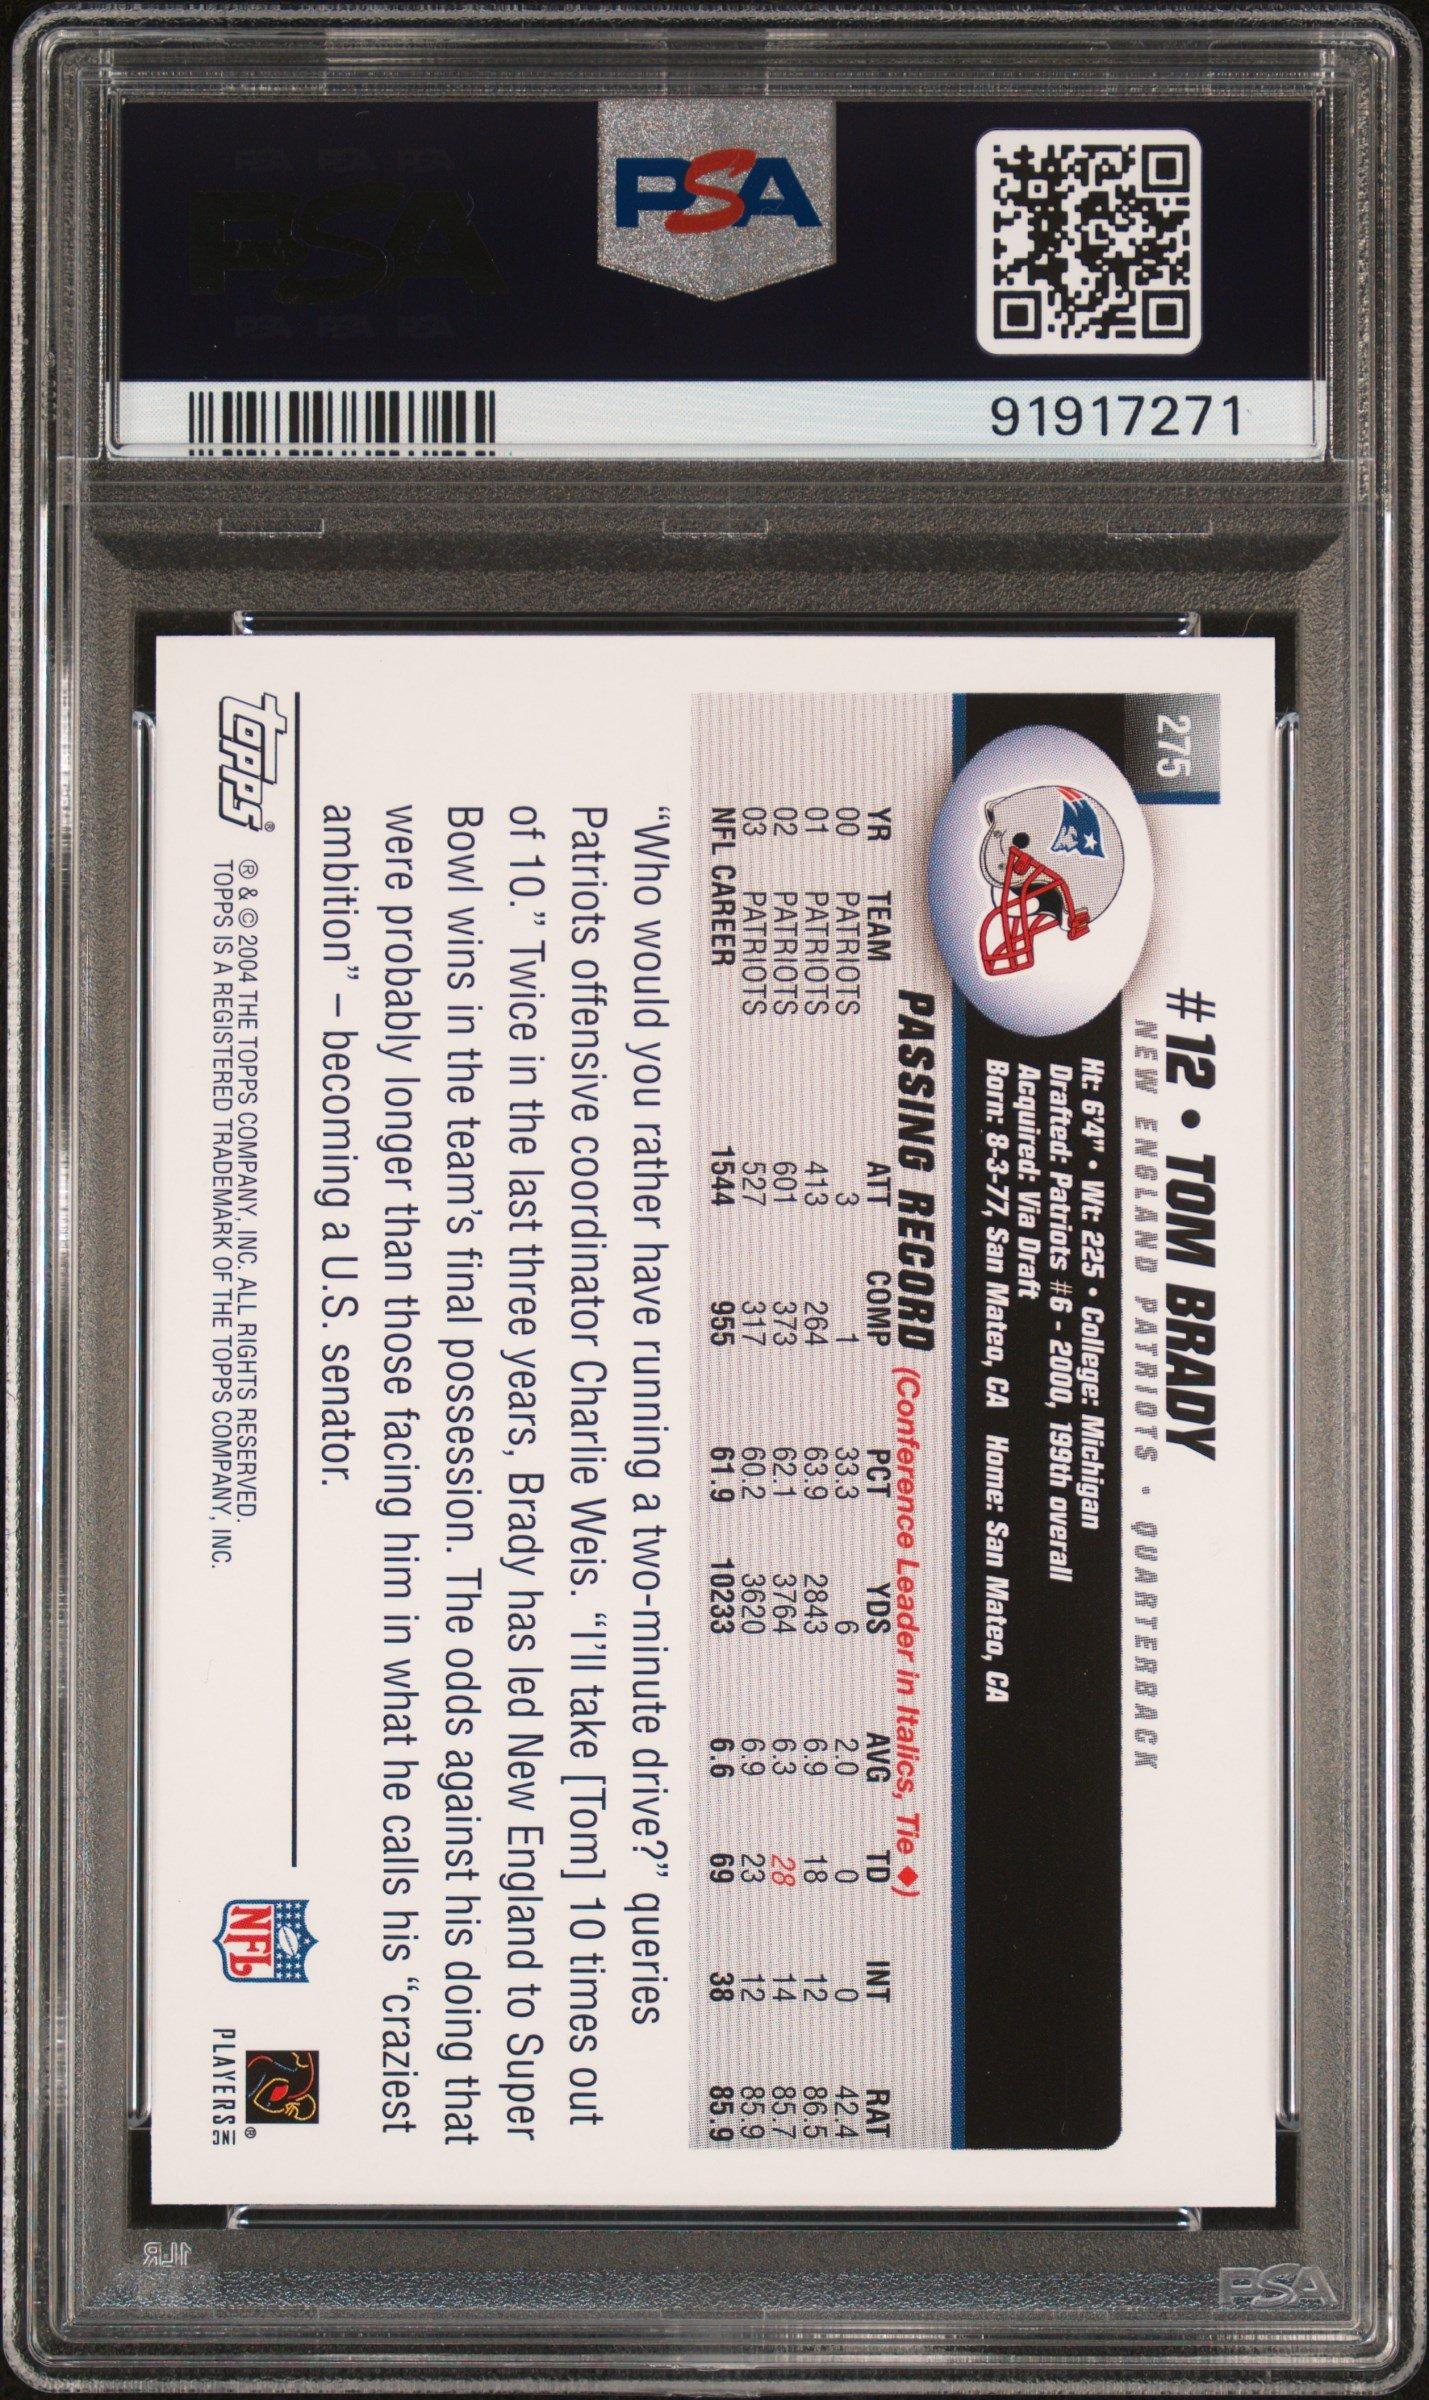 PSA
91917271
275
#12 • TOM BRADY
NEW ENGLAND PATRIOTS • QUARTERBACK
Ht: 6'4" • Wt: 225 • College: Michigan
Drafted: Patriots #6 - 2000, 199th overall
Acquired: Via Draft
Born: 8-3-77, San Mateo, CA Home: San Mateo, CA
PASSING RECORD (Conference Leader in Italics, Tie ♦)
YR TEAM ATT COMP PCT YDS AVG TD INT RAT
00 PATRIOTS 3 1 33.3 6 2.0 0 0 42.4
01 PATRIOTS 413 264 63.9 2843 6.9 18 12 86.5
02 PATRIOTS 601 373 62.1 3764 6.3 28 14 85.7
03 PATRIOTS 527 317 60.2 3620 6.9 23 12 85.9
NFL CAREER 1544 955 61.9 10233 6.6 69 38 85.9
“Who would you rather have running a two-minute drive?” queries
Patriots offensive coordinator Charlie Weis. “I’ll take [Tom] 10 times out
of 10.” Twice in the last three years, Brady has led New England to Super
Bowl wins in the team’s final possession. The odds against his doing that
were probably longer than those facing him in what he calls his “craziest
ambition” – becoming a U.S. senator.
topps®
® & © 2004 THE TOPPS COMPANY, INC. ALL RIGHTS RESERVED.
TOPPS IS A REGISTERED TRADEMARK OF THE TOPPS COMPANY, INC.
NFL
PLAYERS INC
®
PSA